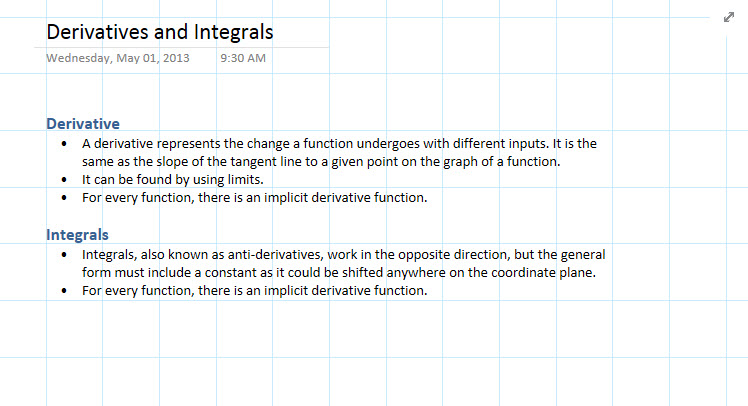 Derivatives and Integrals
Wednesday, May 01, 2013 9:30 AM
Derivative
• A derivative represents the change a function undergoes with different inputs. It is the
same as the slope of the tangent line to a given point on the graph of a function.
• It can be found by using limits.
• For every function, there is an implicit derivative function.
Integrals
• Integrals, also known as anti-derivatives, work in the opposite direction, but the general
form must include a constant as it could be shifted anywhere on the coordinate plane.
• For every function, there is an implicit derivative function.